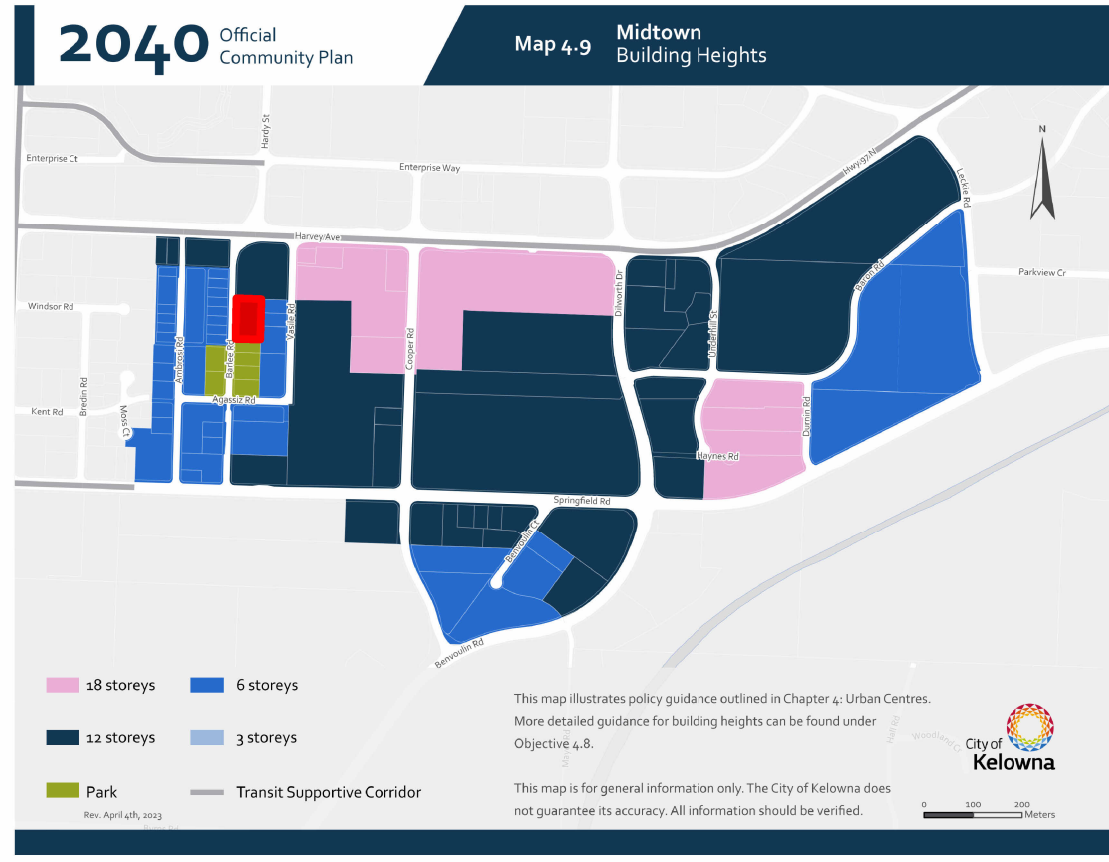 2040 Official
Community Plan
Map 4.9
Midtown
Building Heights
N
Hardy St
Enterprise Ct
Enterprise Way
Hwy 97 N
Leckie Rd
Harvey Ave
Parkview Cr
Baron Rd
Dilworth Dr
Windsor Rd
Vasile Rd
Underhill St
Cooper Rd
Ambrosi Rd
Barlee Rd
Bredin Rd
Agassiz Rd
Kent Rd
Moss Ct
Durnin Rd
Haynes Rd
Springfield Rd
Benvoulin Ct
Benvoulin Rd
18 storeys
6 storeys
12 storeys
3 storeys
Park
Transit Supportive Corridor
Rev. April 4th, 2023
This map illustrates policy guidance outlined in Chapter 4: Urban Centres.
More detailed guidance for building heights can be found under
Objective 4.8.
This map is for general information only. The City of Kelowna does
not guarantee its accuracy. All information should be verified.
Hall Rd
Woodland Cr
City of
Kelowna
0 100 200
Meters